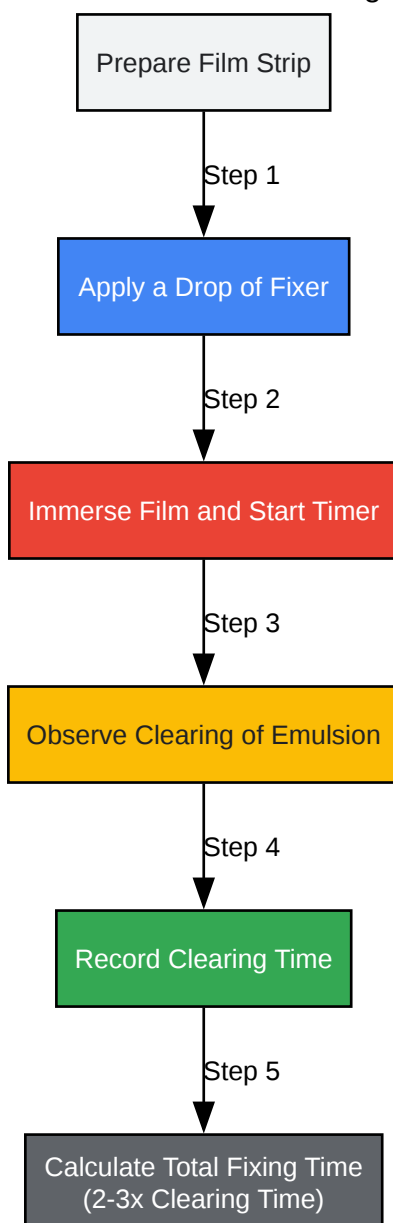 Prepare Film Strip
Step 1
Apply a Drop of Fixer
Step 2
Immerse Film and Start Timer
Step 3
Observe Clearing of Emulsion
Step 4
Record Clearing Time
Step 5
Calculate Total Fixing Time
(2-3x Clearing Time)